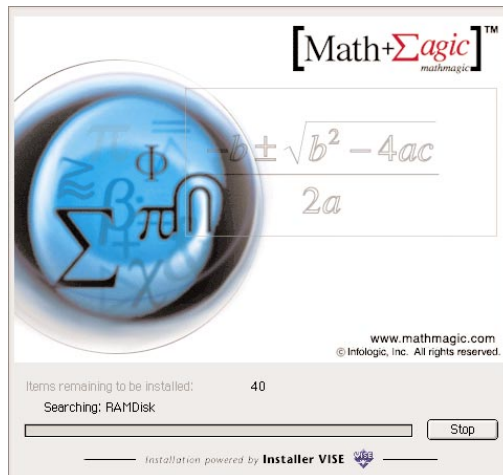 [Math+Σagic]™
mathmagic
-b ± √b² − 4ac
2a
π
Φ
≋
β
Σ
π
∩
+
χ
α
www.mathmagic.com
© Infologic, Inc. All rights reserved.
Items remaining to be installed: 40
Searching: RAMDisk
Stop
Installation powered by Installer VISE
VISE